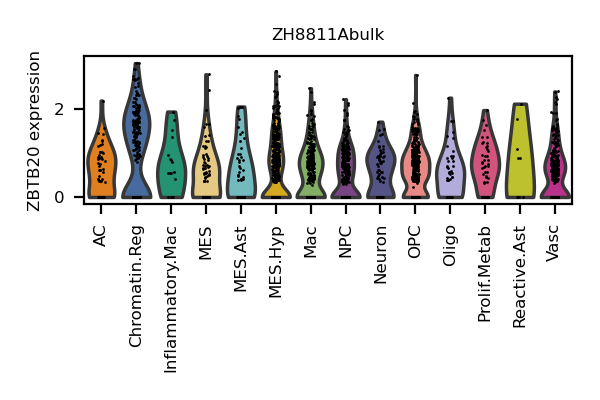 ZH8811Abulk
ZBTB20 expression
2
0
AC
Chromatin.Reg
Inflammatory.Mac
MES
MES.Ast
MES.Hyp
Mac
NPC
Neuron
OPC
Oligo
Prolif.Metab
Reactive.Ast
Vasc